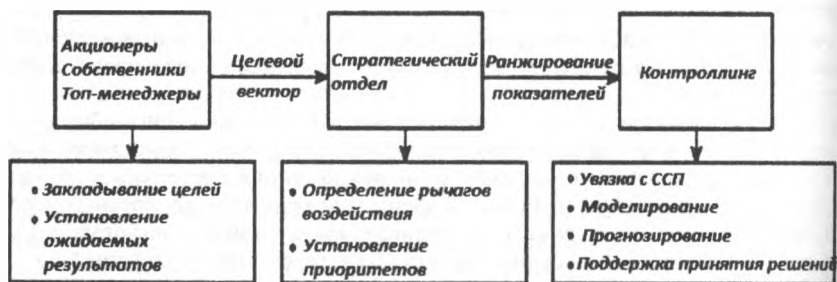 Акционеры
Собственники
Топ-менеджеры
Целевой
вектор
Стратегический
отдел
Ранжирование
показателей
Контроллинг
• Закладывание целей
• Установление
ожидаемых
результатов
• Определение рычагов
воздействия
• Установление
приоритетов
• Увязка с ССП
• Моделирование
• Прогнозирование
• Поддержка принятия решений